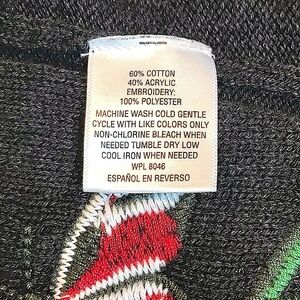 60% COTTON
40% ACRYLIC
EMBROIDERY:
100% POLYESTER
MACHINE WASH COLD GENTLE
CYCLE WITH LIKE COLORS ONLY
NON-CHLORINE BLEACH WHEN
NEEDED TUMBLE DRY LOW
COOL IRON WHEN NEEDED
WPL 8046
ESPAÑOL EN REVERSO